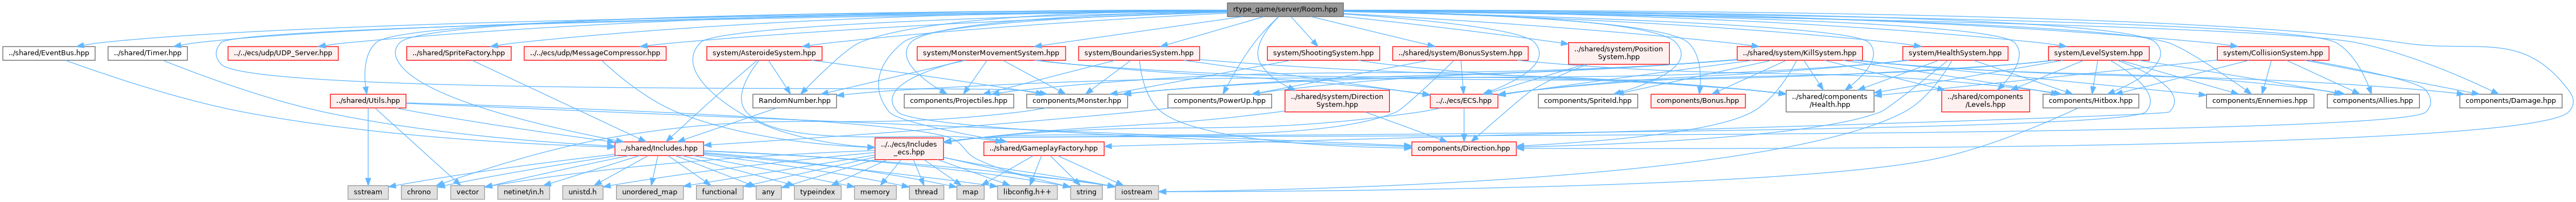 rtype_game/server/Room.hpp
../shared/EventBus.hpp
../shared/Timer.hpp
../../ecs/udp/UDP_Server.hpp
../shared/SpriteFactory.hpp
../../ecs/udp/MessageCompressor.hpp
system/AsteroideSystem.hpp
system/MonsterMovementSystem.hpp
system/BoundariesSystem.hpp
system/ShootingSystem.hpp
../shared/system/BonusSystem.hpp
../shared/system/Position
System.hpp
../shared/system/KillSystem.hpp
system/HealthSystem.hpp
system/LevelSystem.hpp
system/CollisionSystem.hpp
../shared/Utils.hpp
RandomNumber.hpp
components/Projectiles.hpp
components/Monster.hpp
components/PowerUp.hpp
../shared/system/Direction
System.hpp
../../ecs/ECS.hpp
components/SpriteId.hpp
components/Bonus.hpp
../shared/components
/Health.hpp
../shared/components
/Levels.hpp
components/Hitbox.hpp
components/Ennemies.hpp
components/Allies.hpp
components/Damage.hpp
../shared/Includes.hpp
../../ecs/Includes
_ecs.hpp
../shared/GameplayFactory.hpp
components/Direction.hpp
sstream
chrono
vector
netinet/in.h
unistd.h
unordered_map
functional
any
typeindex
memory
thread
map
libconfig.h++
string
iostream